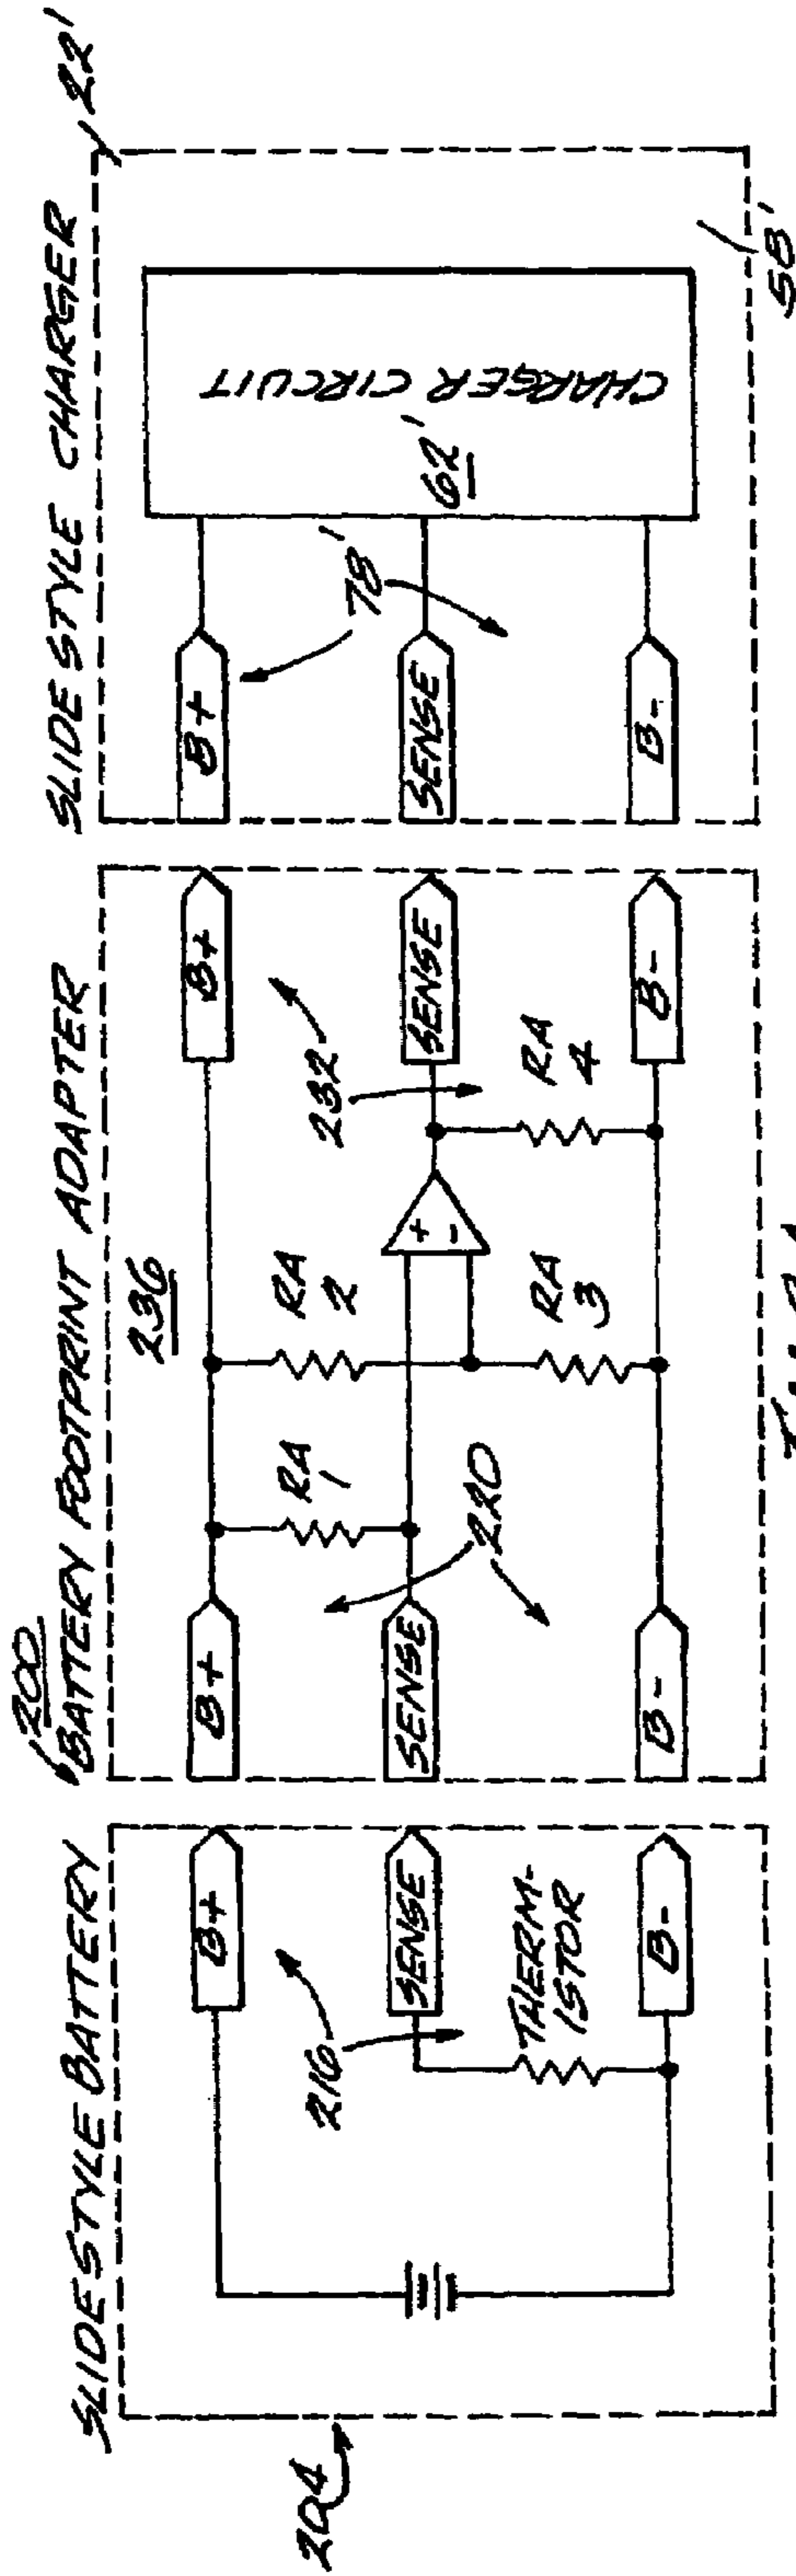 SLIDE STYLE BATTERY
204
B+
216
SENSE
THERM-
ISTOR
B-
200
BATTERY FOOTPRINT ADAPTER
236
B+
SENSE
B-
220
RA
1
RA
2
+
-
RA
3
232
RA
4
B+
SENSE
B-
SLIDE STYLE CHARGER
22'
B+
SENSE
B-
78'
CHARGER CIRCUIT
62'
58'